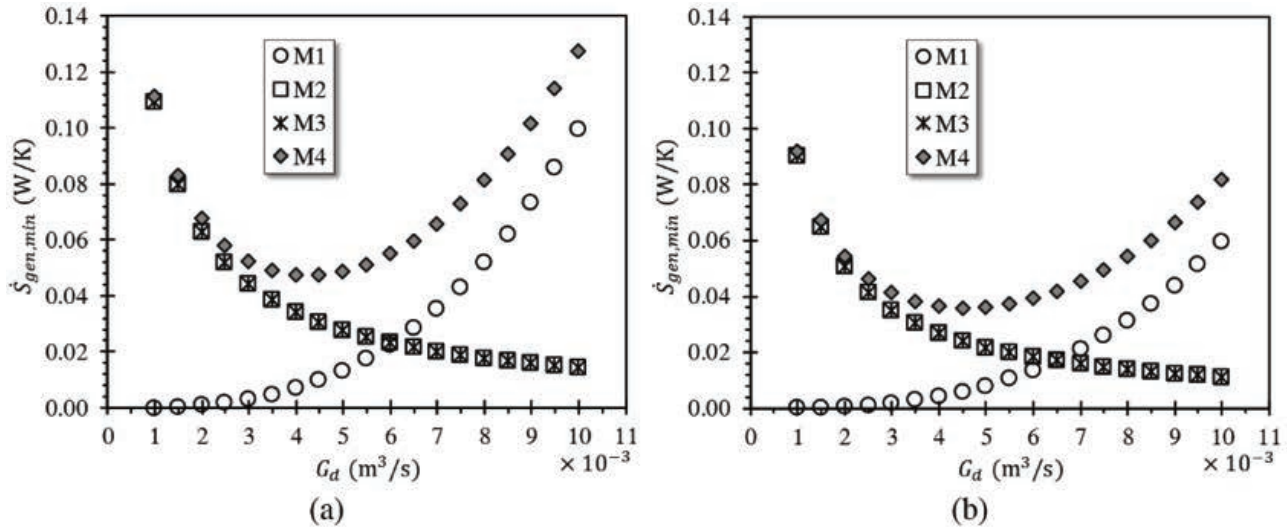 0.14
0.12
0.10
0.08
0.06
0.04
0.02
0.00
Ṡgen,min (W/K)
M1
M2
M3
M4
0 1 2 3 4 5 6 7 8 9 10 11
G_d (m³/s)
× 10⁻³
(a)
0.14
0.12
0.10
0.08
0.06
0.04
0.02
0.00
Ṡgen,min (W/K)
M1
M2
M3
M4
0 1 2 3 4 5 6 7 8 9 10 11
G_d (m³/s)
× 10⁻³
(b)